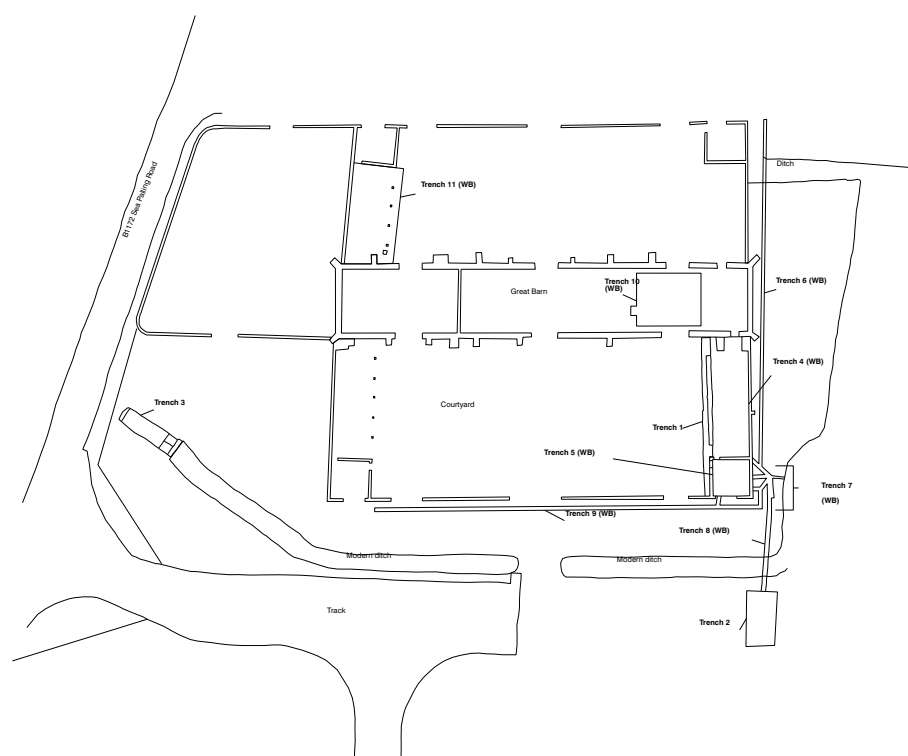 B1172 Sea Palling Road
Ditch
Trench 11 (WB)
Trench 10
(WB)
Great Barn
Trench 6 (WB)
Trench 4 (WB)
Trench 3
Courtyard
Trench 1
Trench 5 (WB)
Trench 7
(WB)
Trench 9 (WB)
Trench 8 (WB)
Modern ditch
Modern ditch
Track
Trench 2